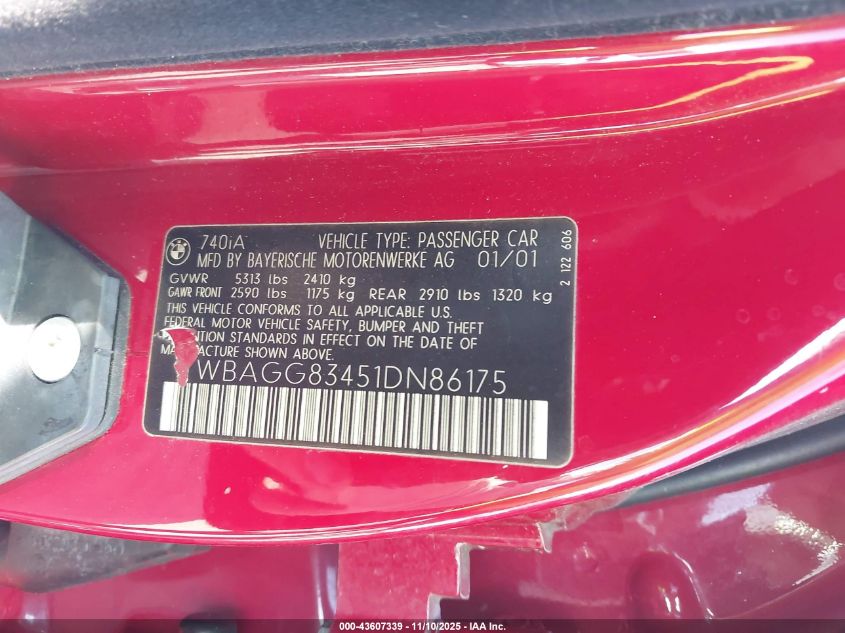 740iA VEHICLE TYPE: PASSENGER CAR
MFD BY BAYERISCHE MOTORENWERKE AG 01/01
GVWR 5313 lbs 2410 kg
GAWR FRONT 2590 lbs 1175 kg REAR 2910 lbs 1320 kg
THIS VEHICLE CONFORMS TO ALL APPLICABLE U.S.
FEDERAL MOTOR VEHICLE SAFETY, BUMPER AND THEFT
ENTION STANDARDS IN EFFECT ON THE DATE OF
MANUFACTURE SHOWN ABOVE.
WBAGG83451DN86175
2 122 606
000-43607339 - 11/10/2025 - IAA Inc.